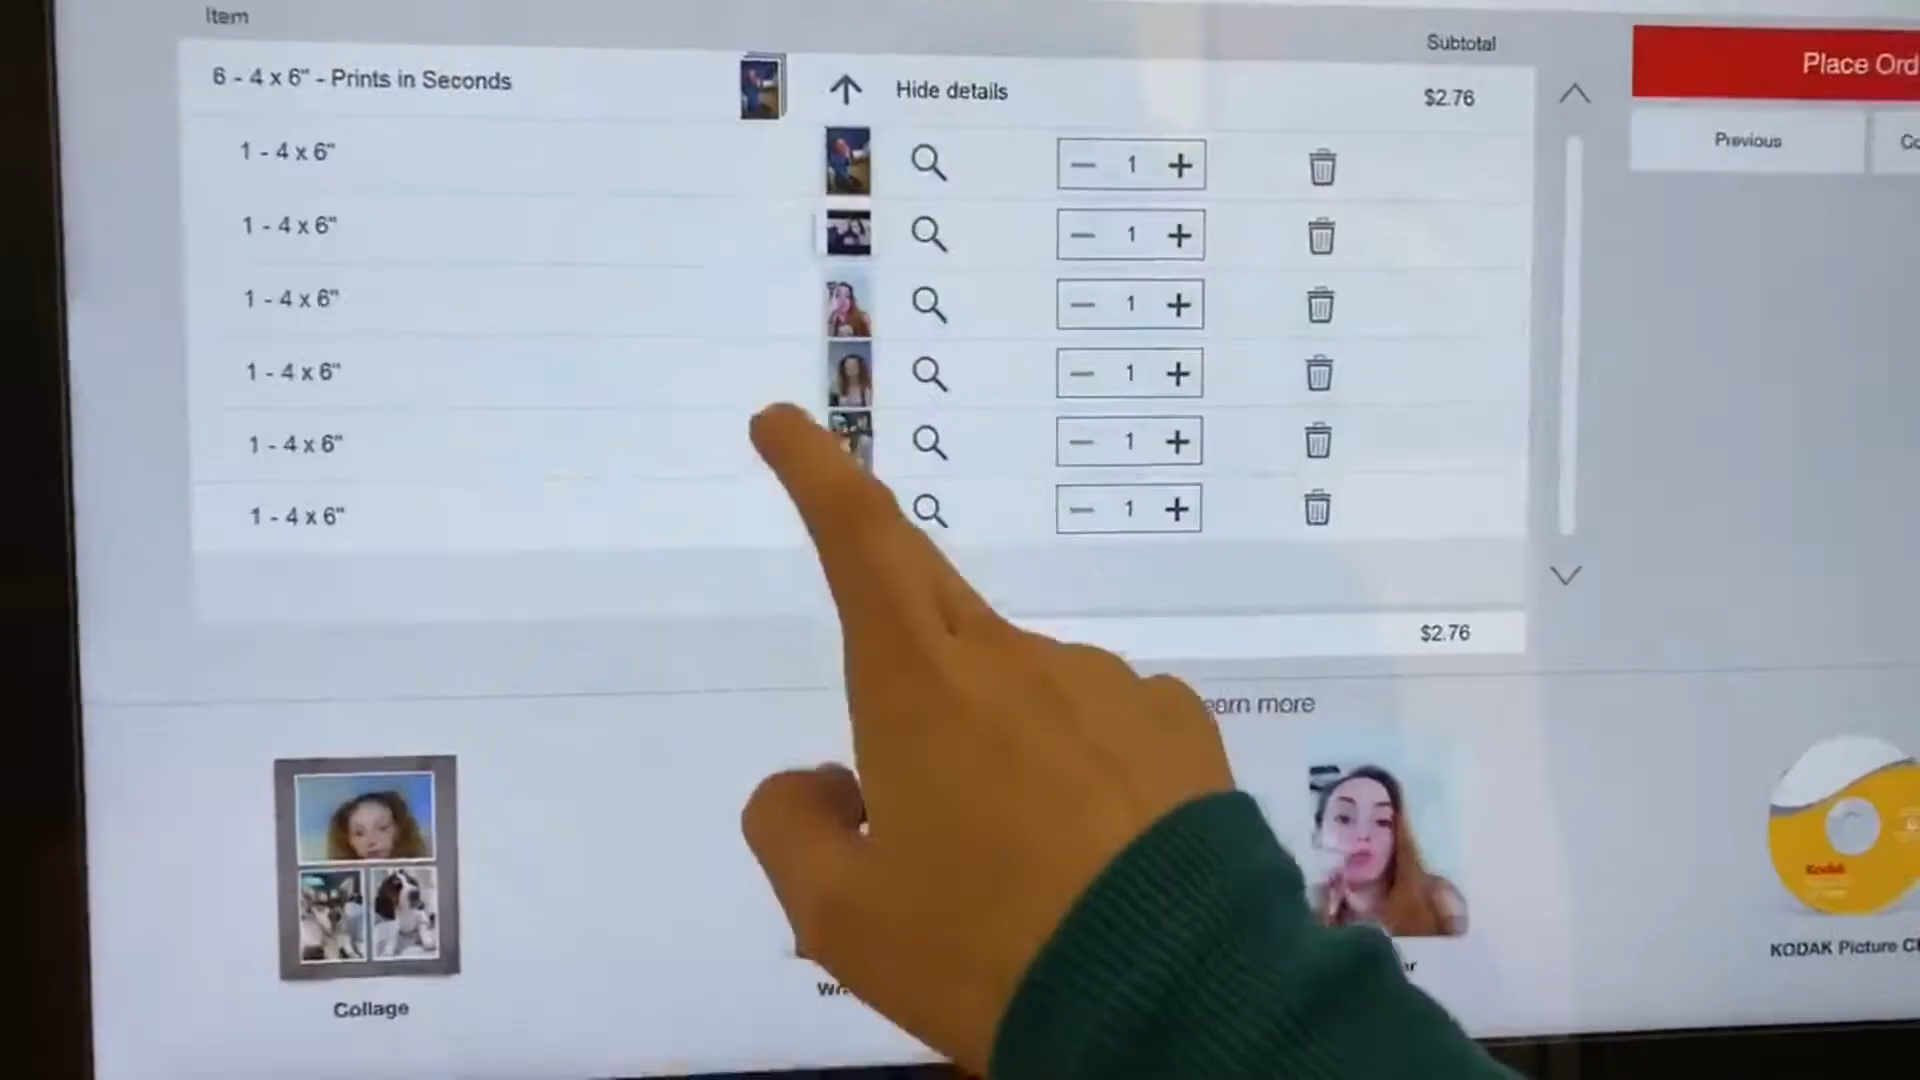 Item
Subtotal
6 - 4 x 6" - Prints in Seconds
Hide details
$2.76
Place Ord
Previous
Go
1 - 4 x 6"
1
1 - 4 x 6"
1
1 - 4 x 6"
1
1 - 4 x 6"
1
1 - 4 x 6"
1
1 - 4 x 6"
1
$2.76
earn more
Collage
Kodak
KODAK Picture C